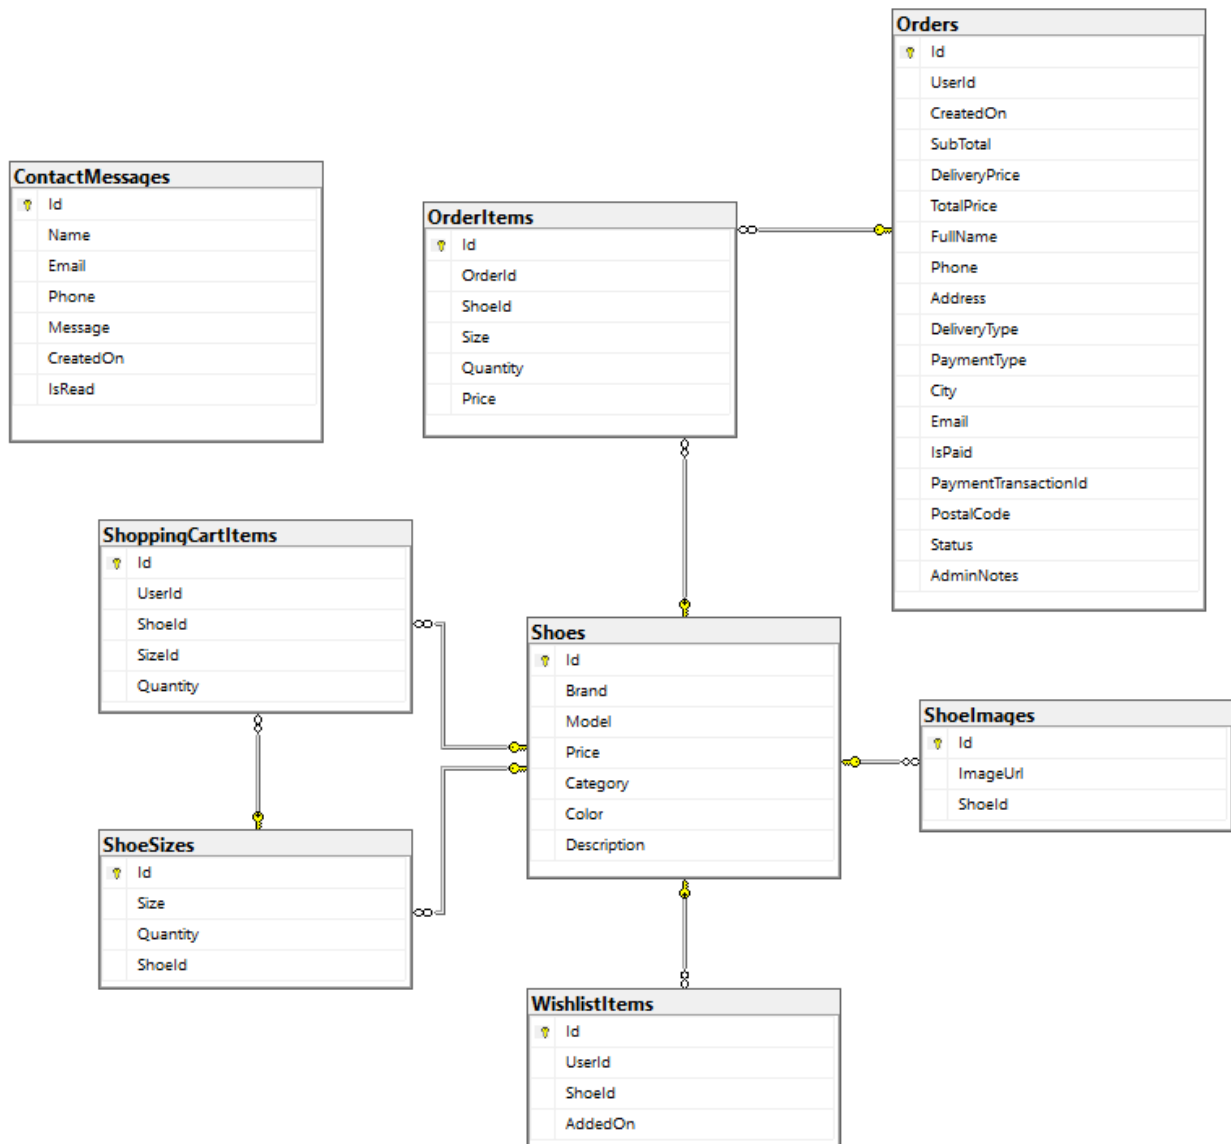 Orders
Id
UserId
CreatedOn
SubTotal
DeliveryPrice
TotalPrice
FullName
Phone
Address
DeliveryType
PaymentType
City
Email
IsPaid
PaymentTransactionId
PostalCode
Status
AdminNotes
ContactMessages
Id
Name
Email
Phone
Message
CreatedOn
IsRead
OrderItems
Id
OrderId
ShoeId
Size
Quantity
Price
ShoppingCartItems
Id
UserId
ShoeId
SizeId
Quantity
Shoes
Id
Brand
Model
Price
Category
Color
Description
ShoeImages
Id
ImageUrl
ShoeId
ShoeSizes
Id
Size
Quantity
ShoeId
WishlistItems
Id
UserId
ShoeId
AddedOn